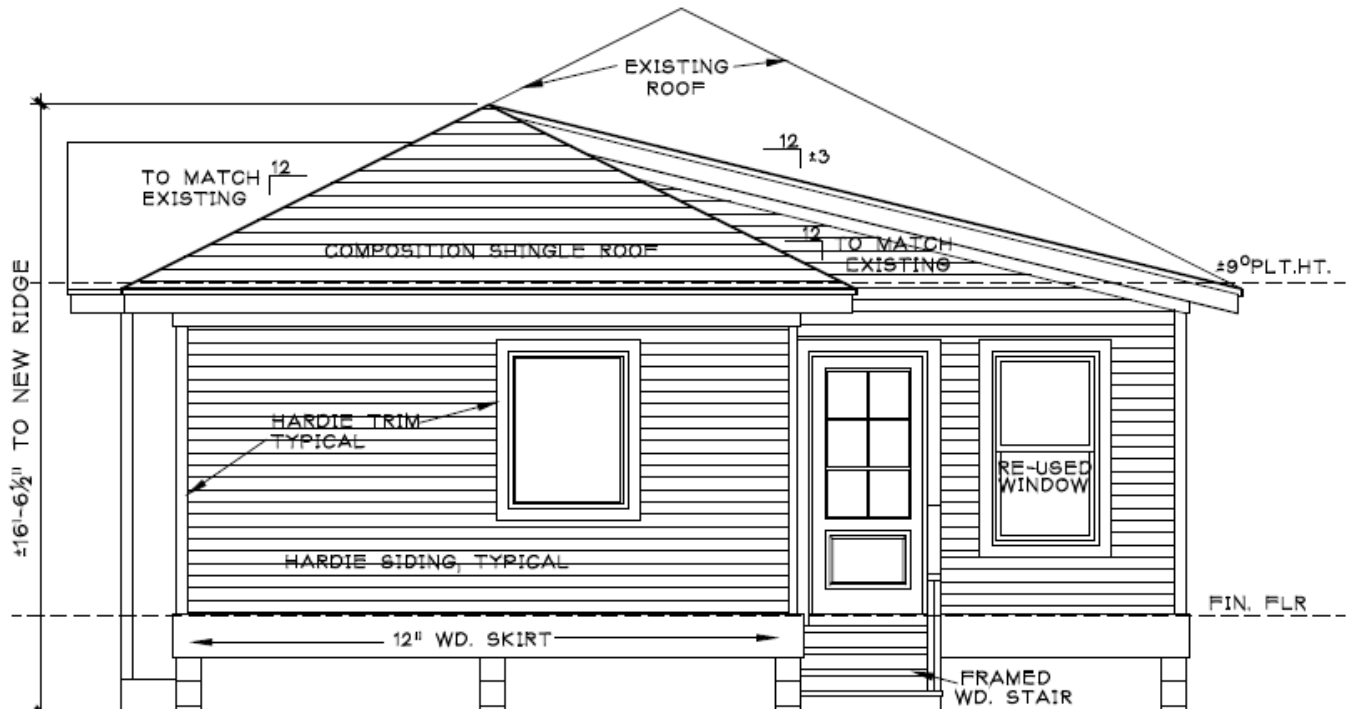 EXISTING
ROOF
12
±3
12
TO MATCH
EXISTING
12
TO MATCH
EXISTING
COMPOSITION SHINGLE ROOF
±9⁰PLT.HT.
±16'-6½" TO NEW RIDGE
HARDIE TRIM
TYPICAL
RE-USED
WINDOW
HARDIE SIDING, TYPICAL
FIN. FLR
12" WD. SKIRT
FRAMED
WD. STAIR